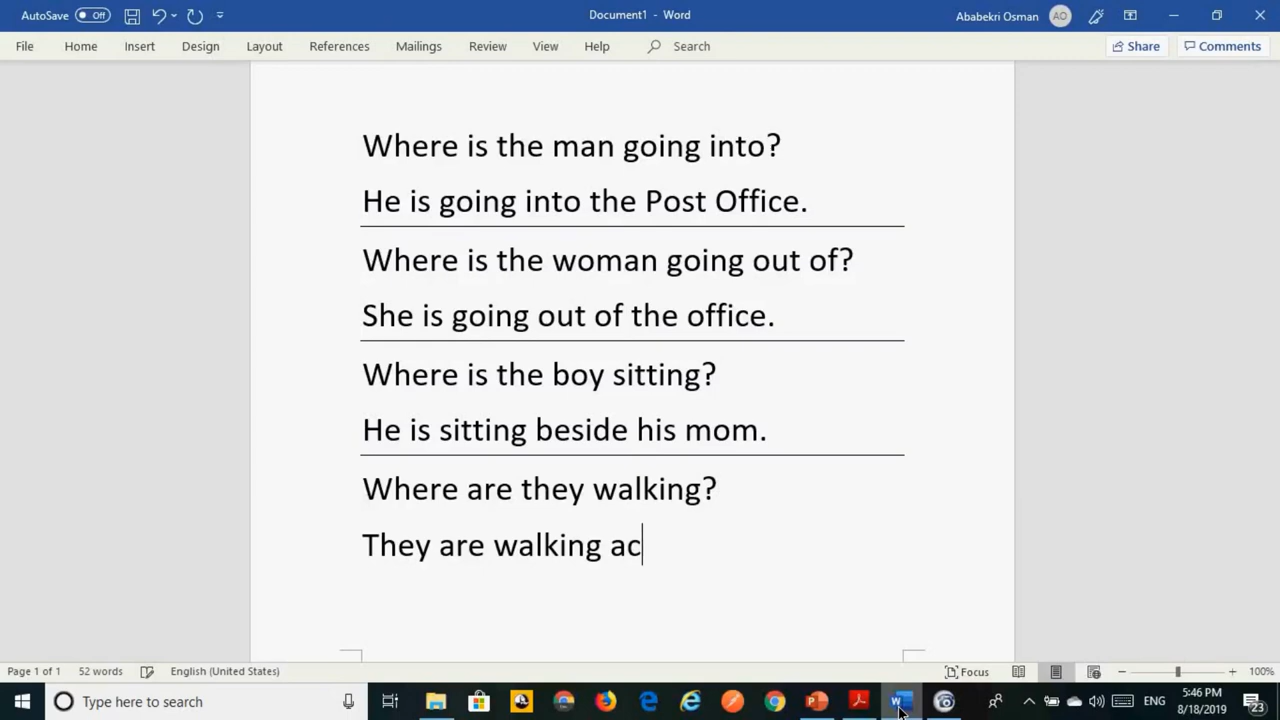 AutoSave Off Document1 - Word Ababekri Osman AO
File Home Insert Design Layout References Mailings Review View Help Search Share Comments
Where is the man going into?
He is going into the Post Office.
Where is the woman going out of?
She is going out of the office.
Where is the boy sitting?
He is sitting beside his mom.
Where are they walking?
They are walking ac
Page 1 of 1 52 words English (United States) Focus 100%
Type here to search ENG 5:46 PM
8/18/2019 23